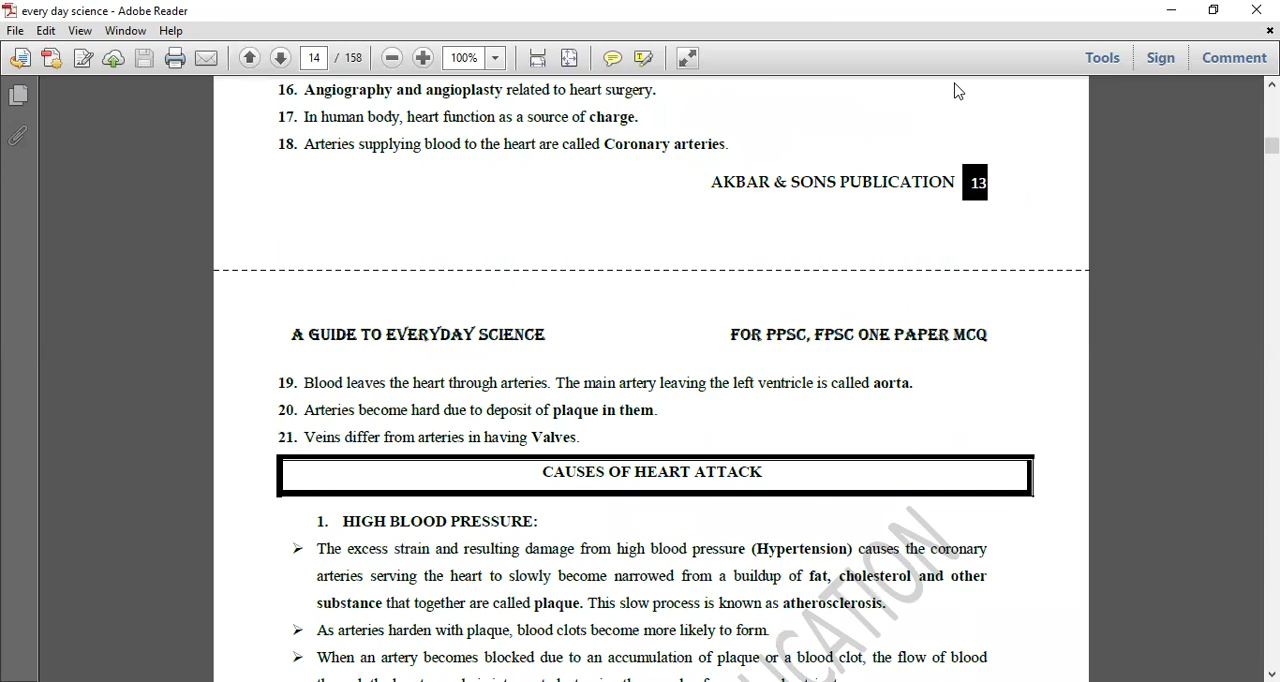 every day science - Adobe Reader
File Edit View Window Help
14 / 158 100% Tools Sign Comment
16. Angiography and angioplasty related to heart surgery.
17. In human body, heart function as a source of charge.
18. Arteries supplying blood to the heart are called Coronary arteries.
AKBAR & SONS PUBLICATION 13
A GUIDE TO EVERYDAY SCIENCE FOR PPSC, FPSC ONE PAPER MCQ
19. Blood leaves the heart through arteries. The main artery leaving the left ventricle is called aorta.
20. Arteries become hard due to deposit of plaque in them.
21. Veins differ from arteries in having Valves.
CAUSES OF HEART ATTACK
1. HIGH BLOOD PRESSURE:
➢ The excess strain and resulting damage from high blood pressure (Hypertension) causes the coronary
arteries serving the heart to slowly become narrowed from a buildup of fat, cholesterol and other
substance that together are called plaque. This slow process is known as atherosclerosis.
➢ As arteries harden with plaque, blood clots become more likely to form.
➢ When an artery becomes blocked due to an accumulation of plaque or a blood clot, the flow of blood